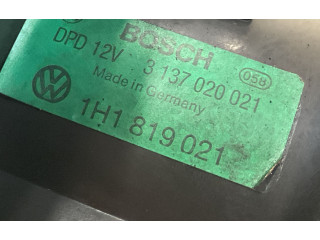 BOSCH
DPD 12V 3 137 020 021
058
Made in Germany
1H1 819 021